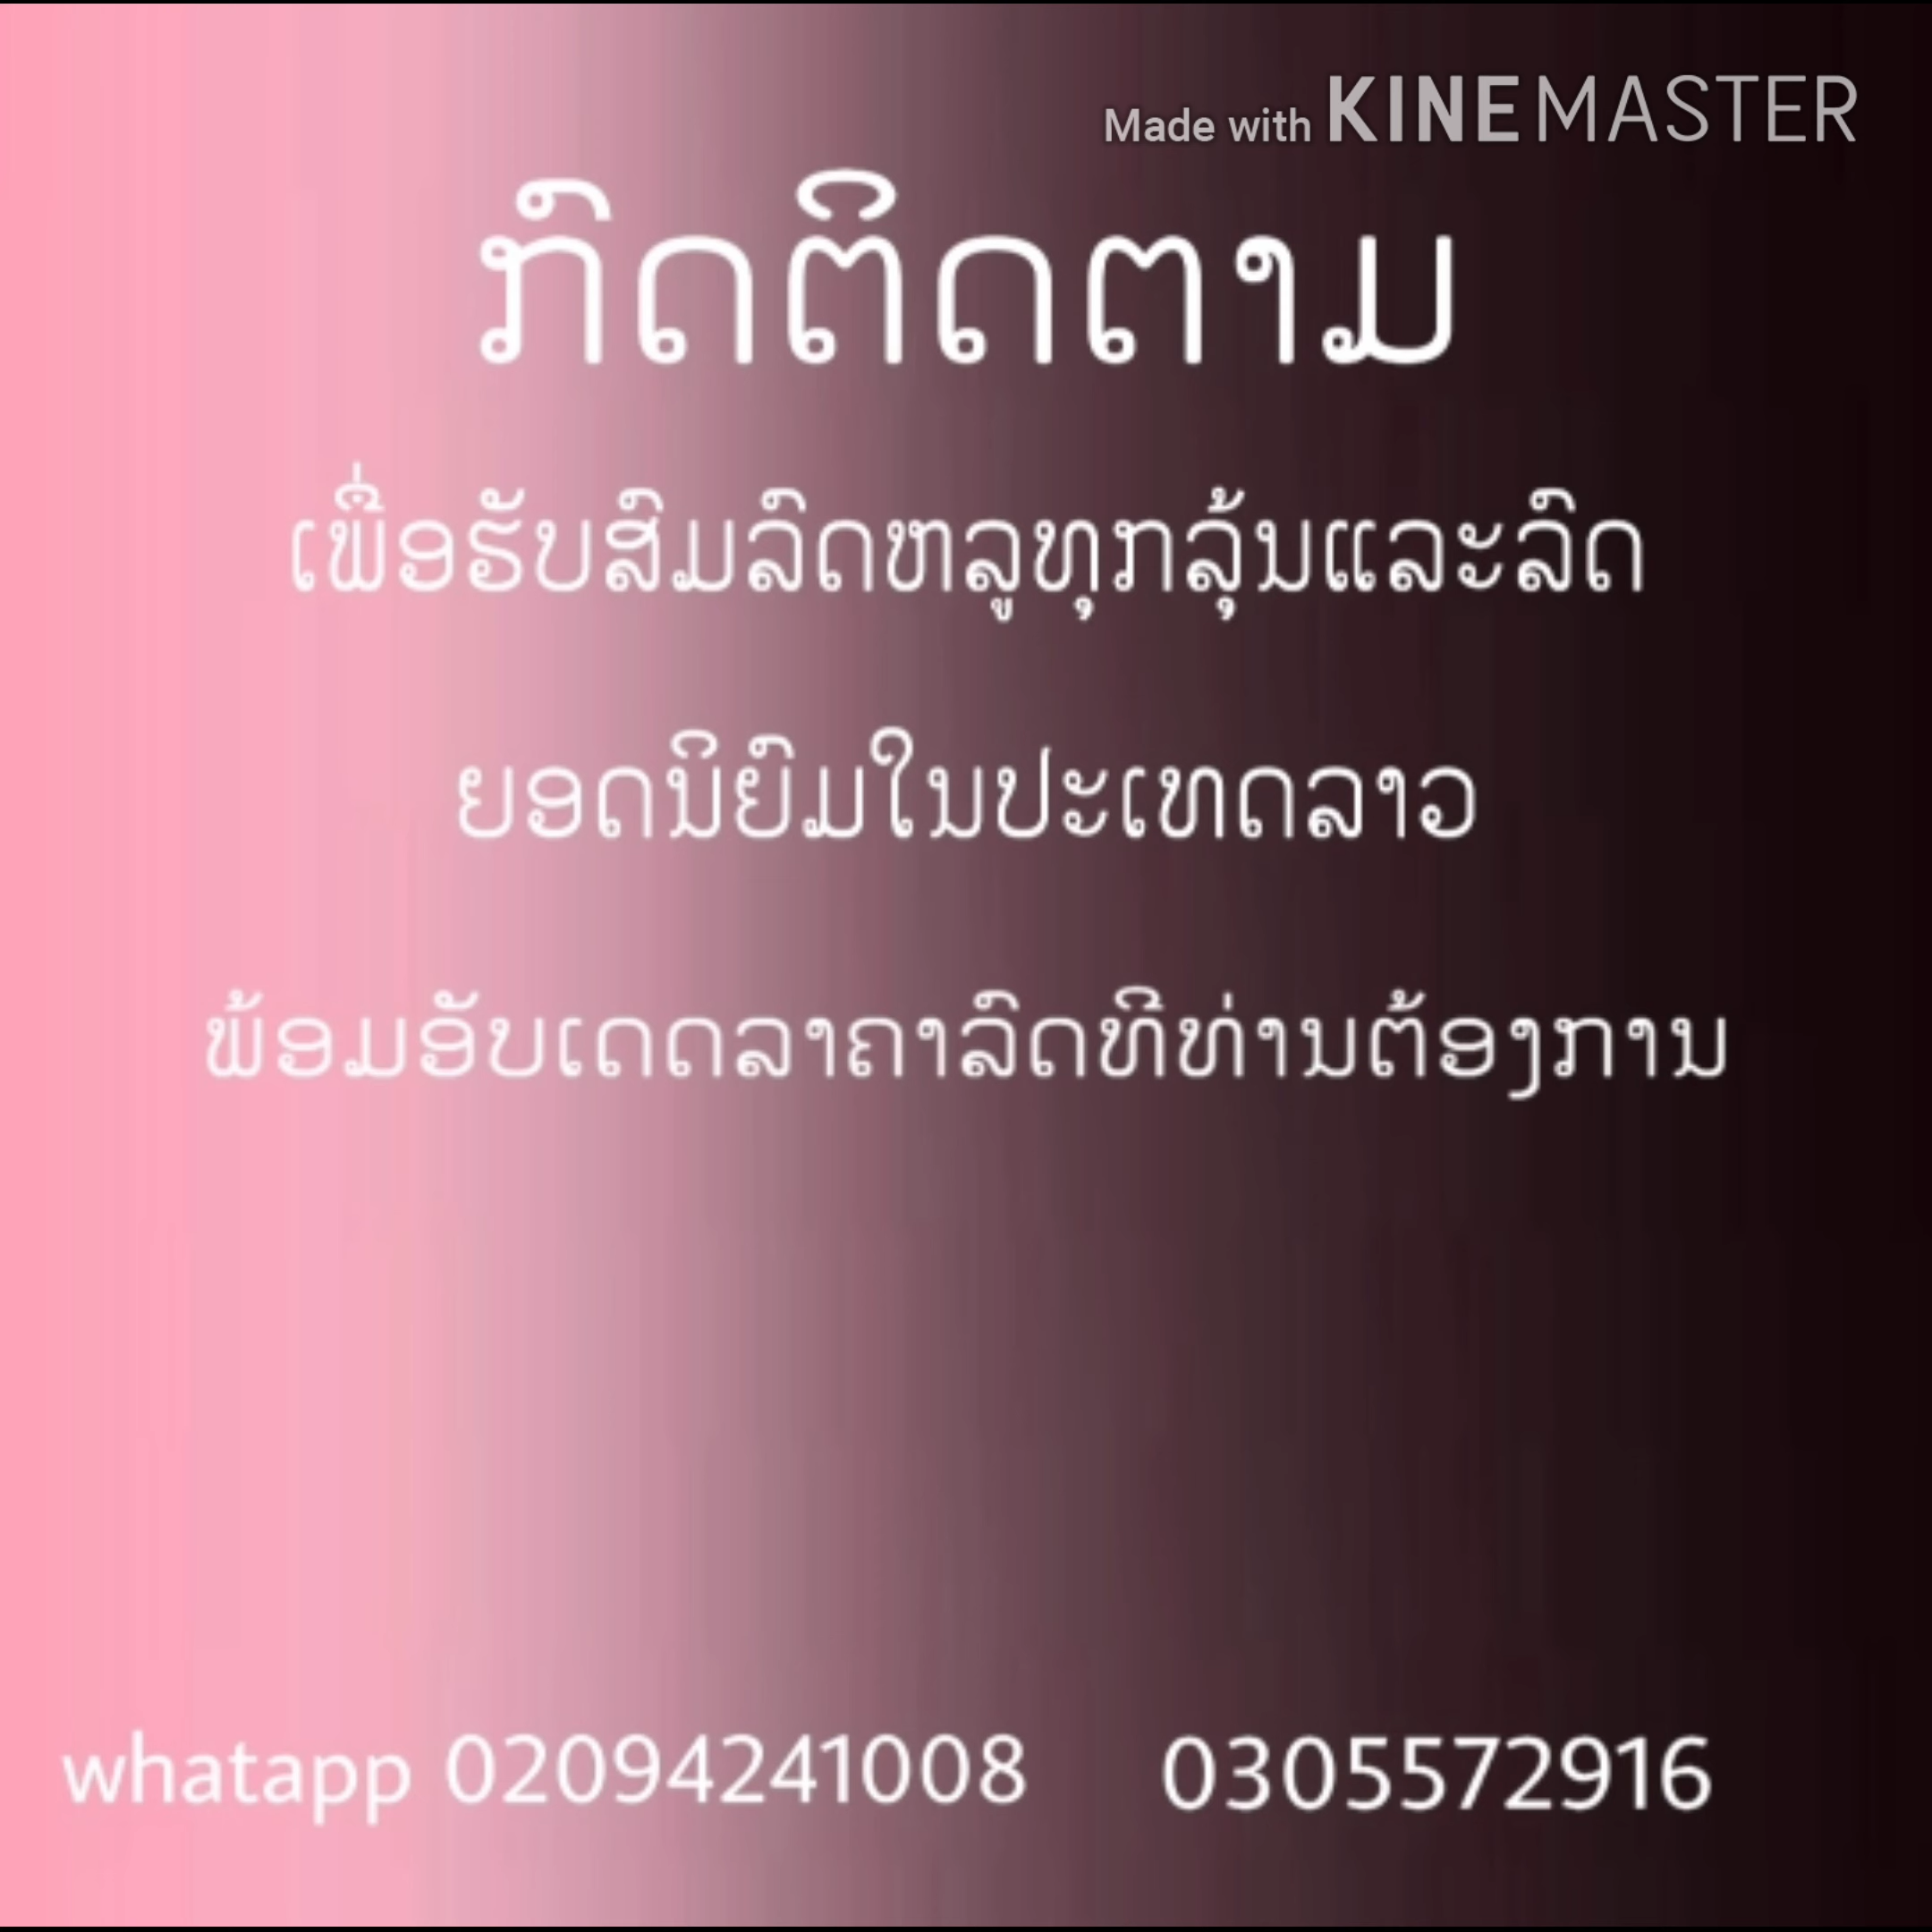 Made with KINEMASTER
ກົດຕິດຕາມ
ເພື່ອຮັບສົມລົດຫລູທຸກລຸ້ນແລະລົດ
ຍອດນິຍົມໃນປະເທດລາວ
ພ້ອມອັບເດດລາຄາລົດທີ່ທ່ານຕ້ອງການ
whatapp 02094241008 0305572916